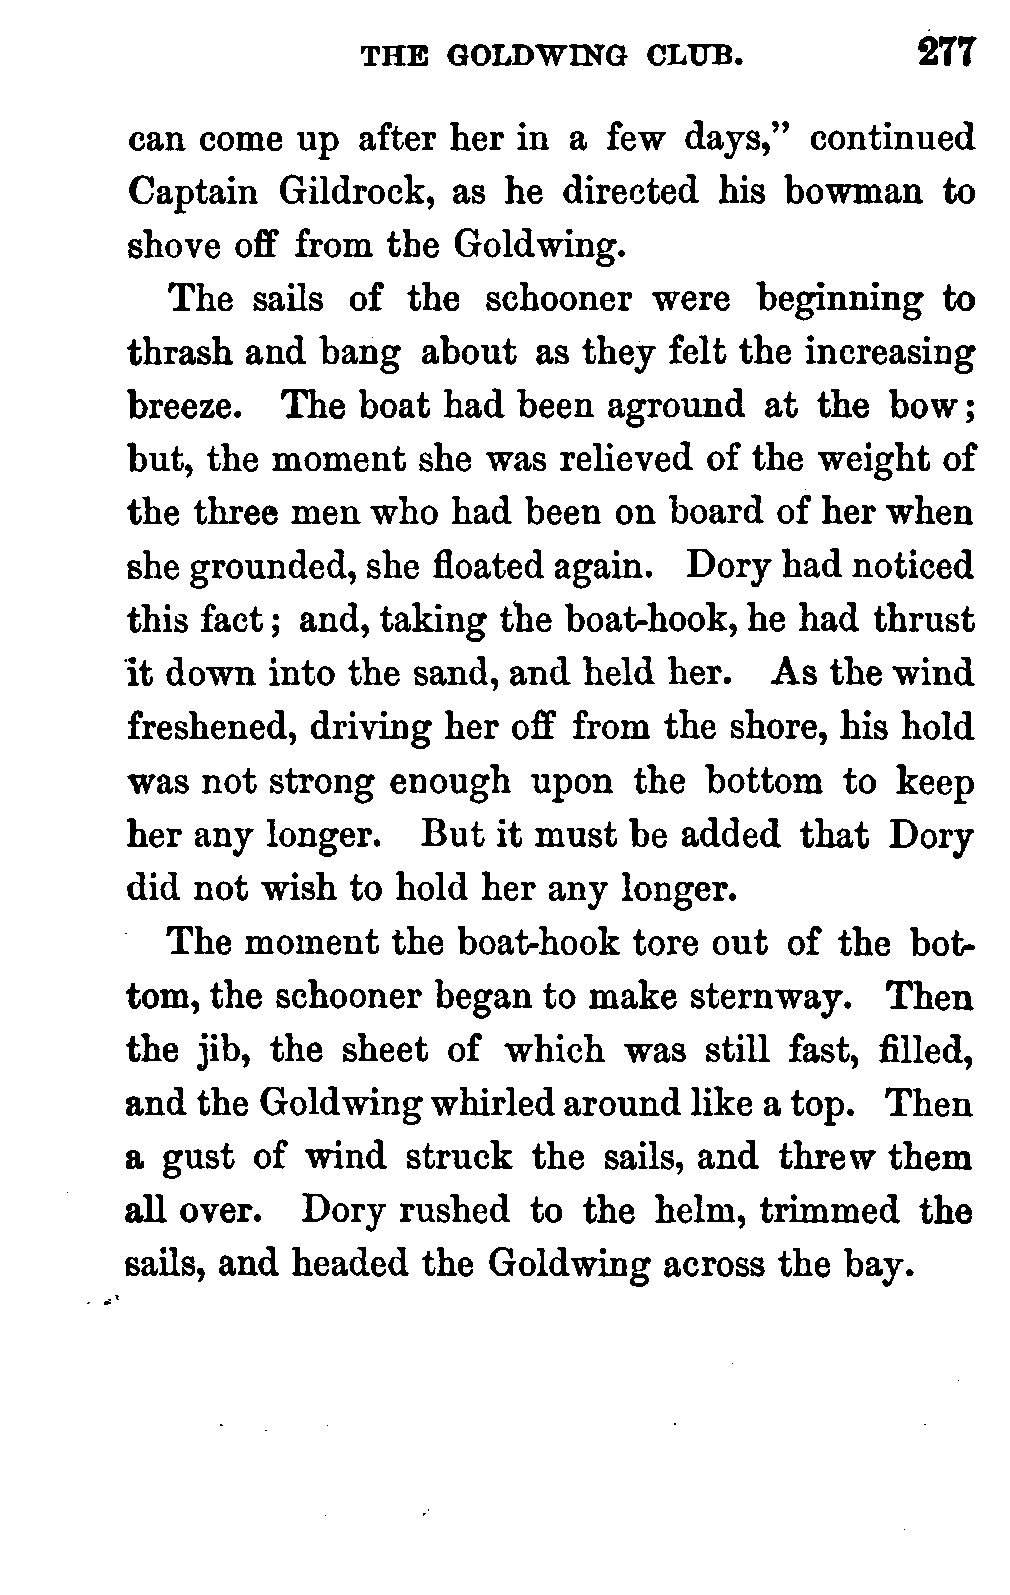 THE GOLDWING CLUB. 277
can come up after her in a few days,” continued
Captain Gildrock, as he directed his bowman to
shove off from the Goldwing.
The sails of the schooner were beginning to
thrash and bang about as they felt the increasing
breeze. The boat had been aground at the bow;
but, the moment she was relieved of the weight of
the three men who had been on board of her when
she grounded, she floated again. Dory had noticed
this fact; and, taking the boat-hook, he had thrust
it down into the sand, and held her. As the wind
freshened, driving her off from the shore, his hold
was not strong enough upon the bottom to keep
her any longer. But it must be added that Dory
did not wish to hold her any longer.
The moment the boat-hook tore out of the bot-
tom, the schooner began to make sternway. Then
the jib, the sheet of which was still fast, filled,
and the Goldwing whirled around like a top. Then
a gust of wind struck the sails, and threw them
all over. Dory rushed to the helm, trimmed the
sails, and headed the Goldwing across the bay.